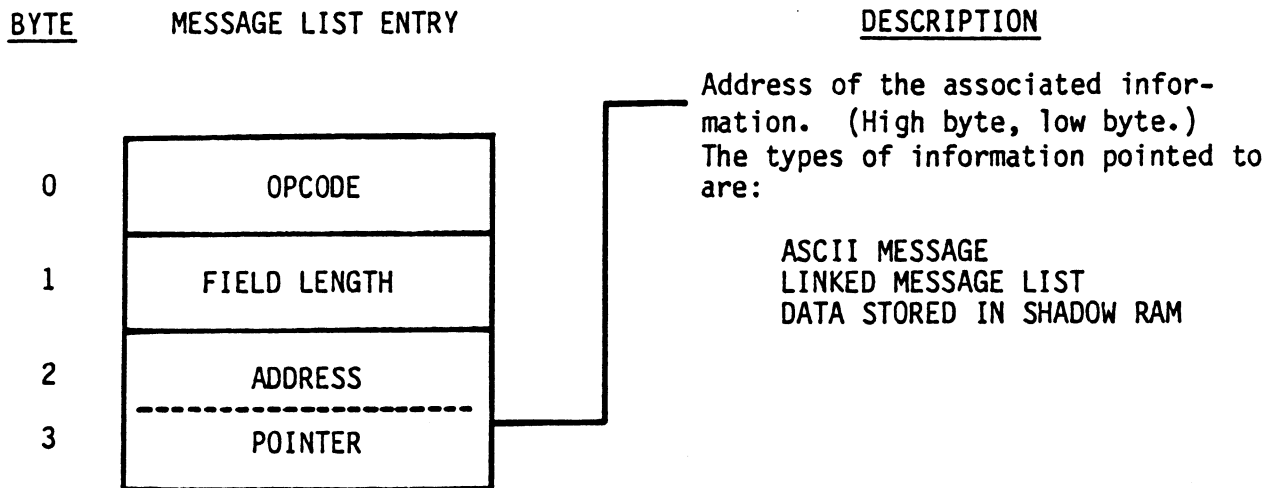 BYTE MESSAGE LIST ENTRY DESCRIPTION
Address of the associated infor-
mation. (High byte, low byte.)
The types of information pointed to
are:
0 OPCODE
ASCII MESSAGE
1 FIELD LENGTH
LINKED MESSAGE LIST
DATA STORED IN SHADOW RAM
2 ADDRESS
3 POINTER